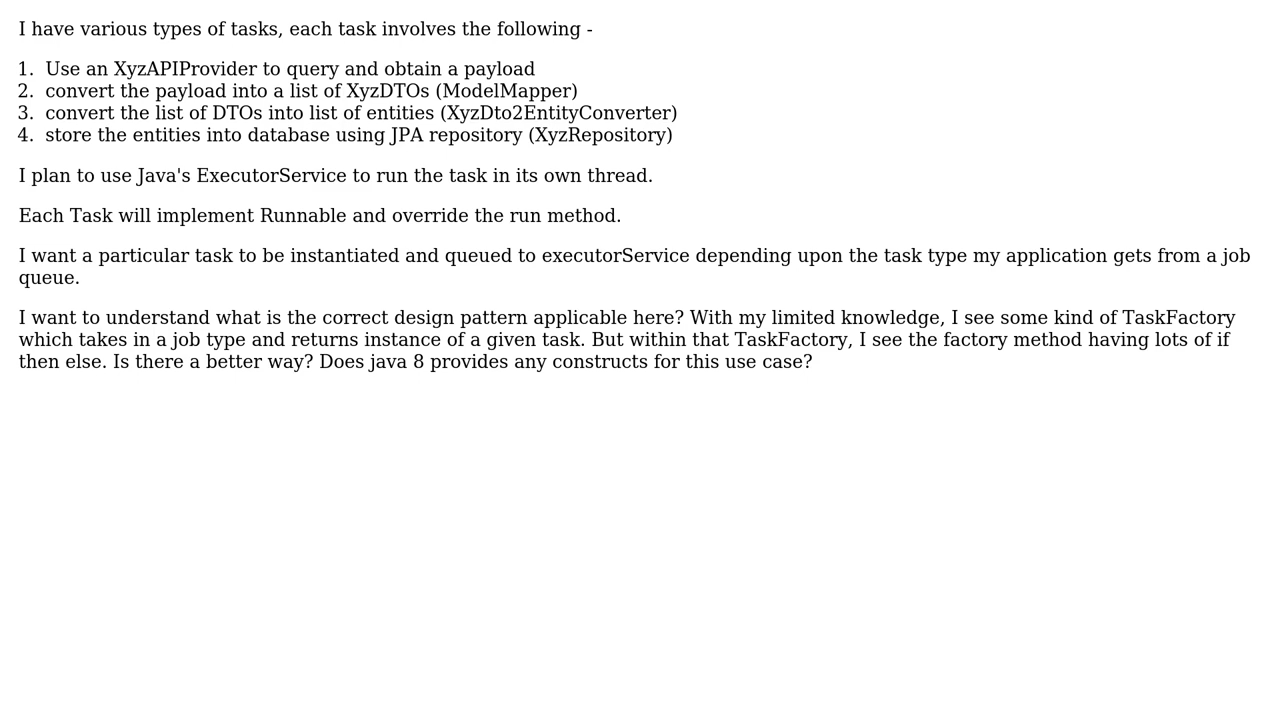 I have various types of tasks, each task involves the following -
1. Use an XyzAPIProvider to query and obtain a payload
2. convert the payload into a list of XyzDTOs (ModelMapper)
3. convert the list of DTOs into list of entities (XyzDto2EntityConverter)
4. store the entities into database using JPA repository (XyzRepository)
I plan to use Java's ExecutorService to run the task in its own thread.
Each Task will implement Runnable and override the run method.
I want a particular task to be instantiated and queued to executorService depending upon the task type my application gets from a job
queue.
I want to understand what is the correct design pattern applicable here? With my limited knowledge, I see some kind of TaskFactory
which takes in a job type and returns instance of a given task. But within that TaskFactory, I see the factory method having lots of if
then else. Is there a better way? Does java 8 provides any constructs for this use case?